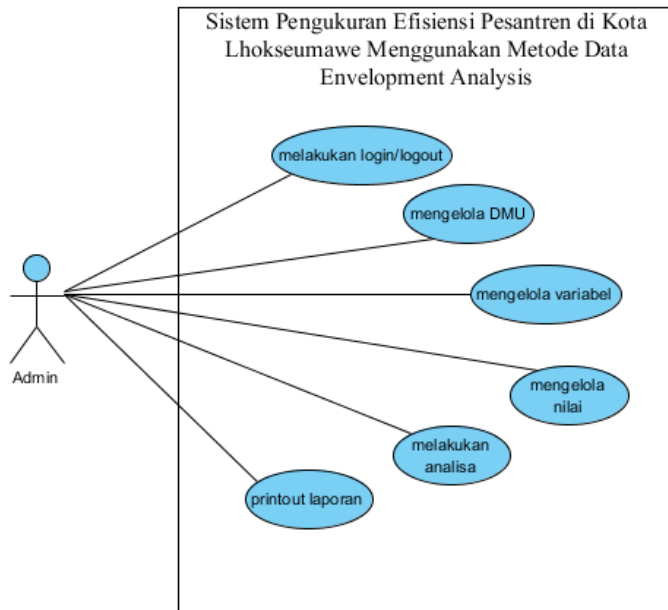 Sistem Pengukuran Efisiensi Pesantren di Kota
Lhokseumawe Menggunakan Metode Data
Envelopment Analysis
melakukan login/logout
mengelola DMU
mengelola variabel
mengelola
nilai
melakukan
analisa
printout laporan
Admin